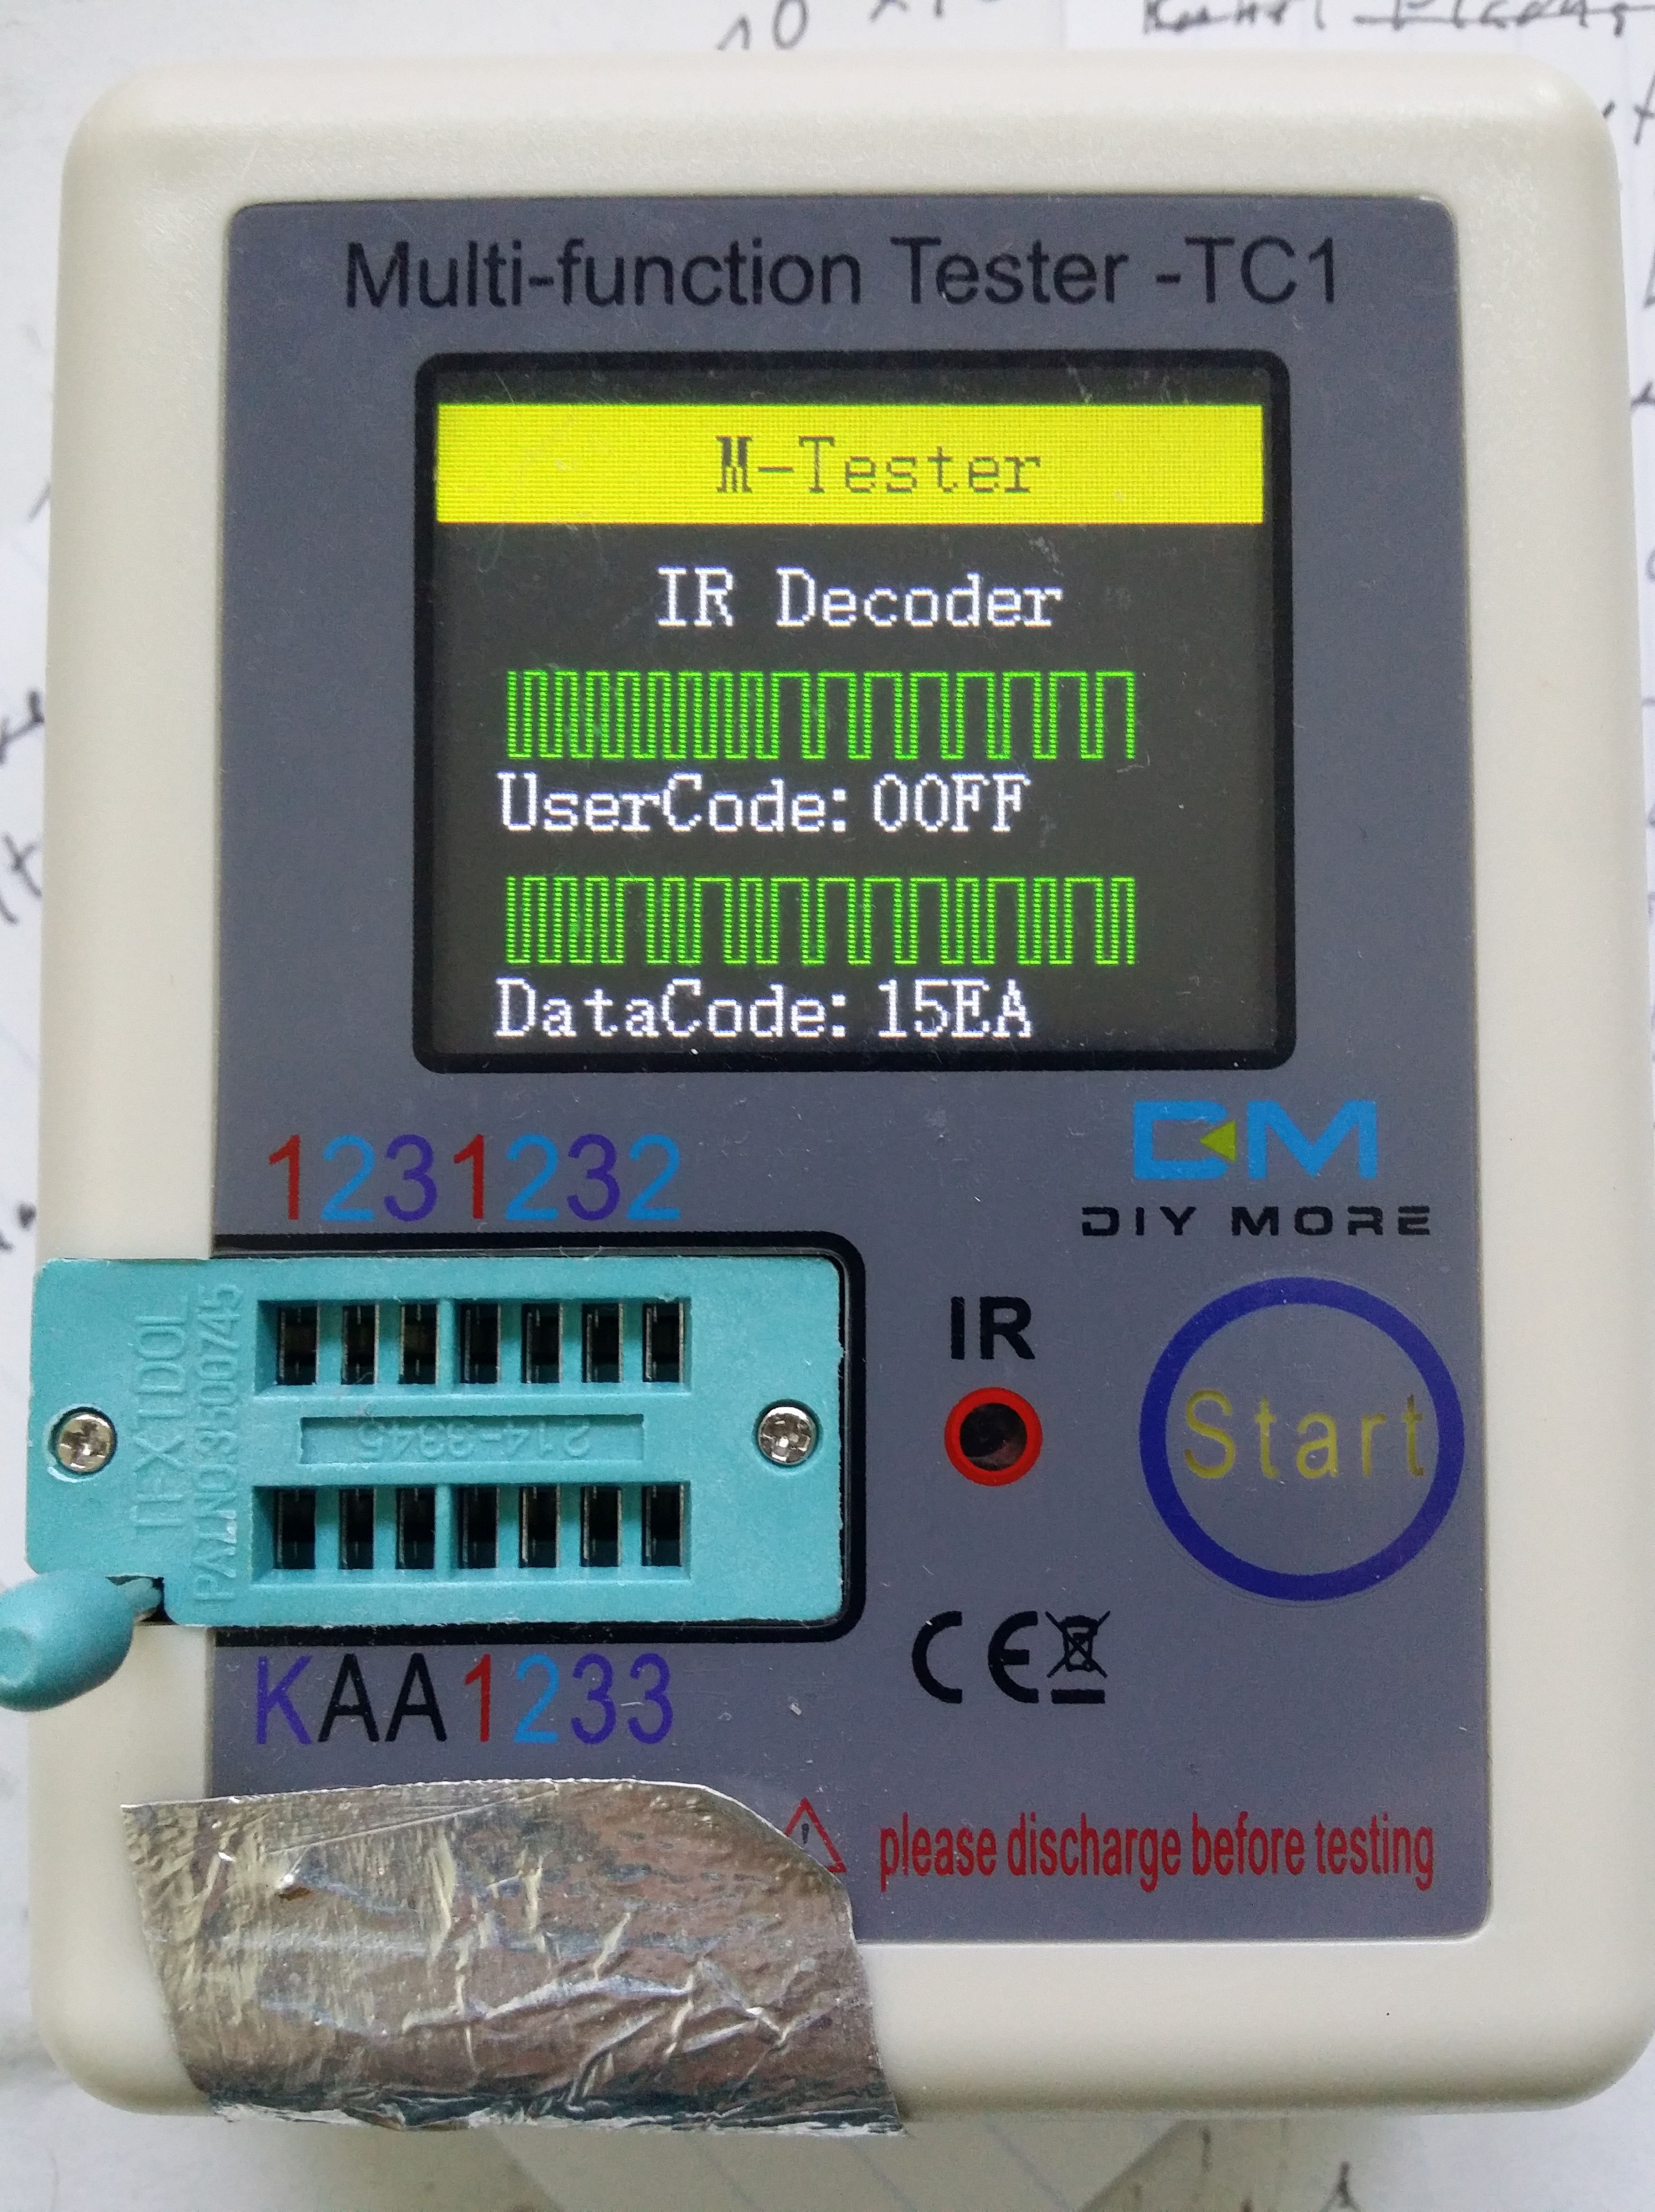 Multi-function Tester -TC1
M-Tester
IR Decoder
UserCode: 00FF
DataCode: 15EA
1231232
DM
DIY MORE
IR
Start
PAT.NO.3500745
214-3345
CE
KAA1233
please discharge before testing